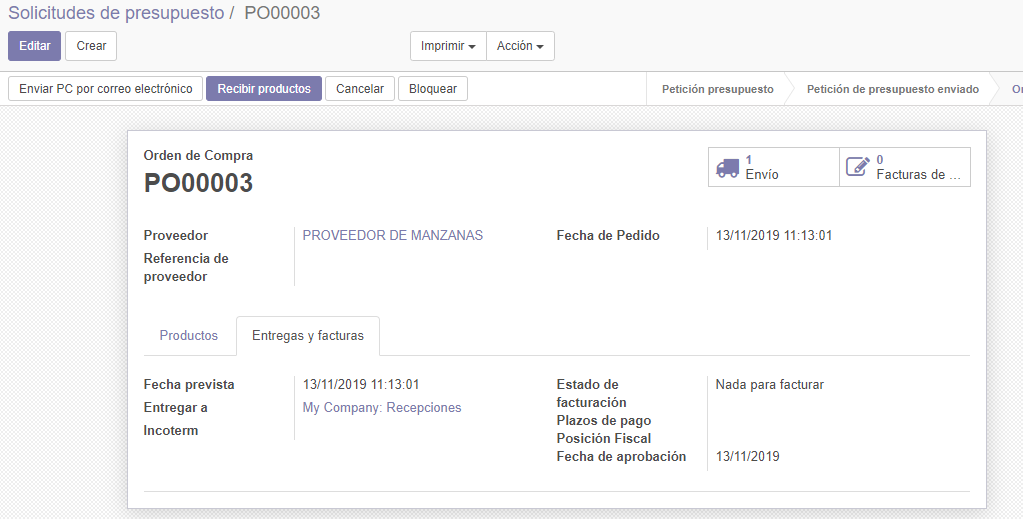 Solicitudes de presupuesto / PO00003
Editar Crear Imprimir Acción
Enviar PC por correo electrónico Recibir productos Cancelar Bloquear Petición presupuesto Petición de presupuesto enviado
Orden de Compra
PO00003
1
Envío
0
Facturas de ...
Proveedor PROVEEDOR DE MANZANAS Fecha de Pedido 13/11/2019 11:13:01
Referencia de
proveedor
Productos Entregas y facturas
Fecha prevista 13/11/2019 11:13:01 Estado de
facturación Nada para facturar
Entregar a My Company: Recepciones
Plazos de pago
Incoterm
Posición Fiscal
Fecha de aprobación 13/11/2019